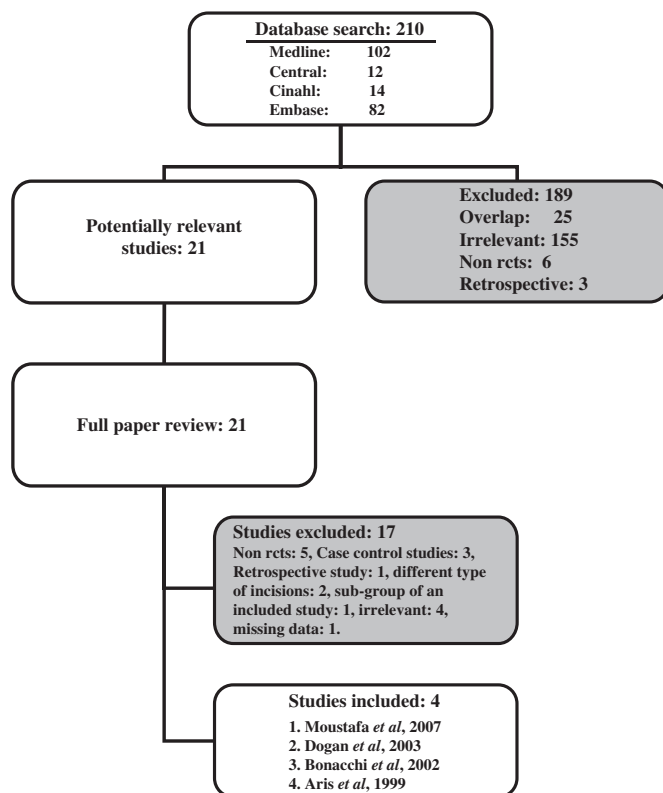 Database search: 210
Medline: 102
Central: 12
Cinahl: 14
Embase: 82
Potentially relevant
studies: 21
Excluded: 189
Overlap: 25
Irrelevant: 155
Non rcts: 6
Retrospective: 3
Full paper review: 21
Studies excluded: 17
Non rcts: 5, Case control studies: 3,
Retrospective study: 1, different type
of incisions: 2, sub-group of an
included study: 1, irrelevant: 4,
missing data: 1.
Studies included: 4
1. Moustafa et al, 2007
2. Dogan et al, 2003
3. Bonacchi et al, 2002
4. Aris et al, 1999